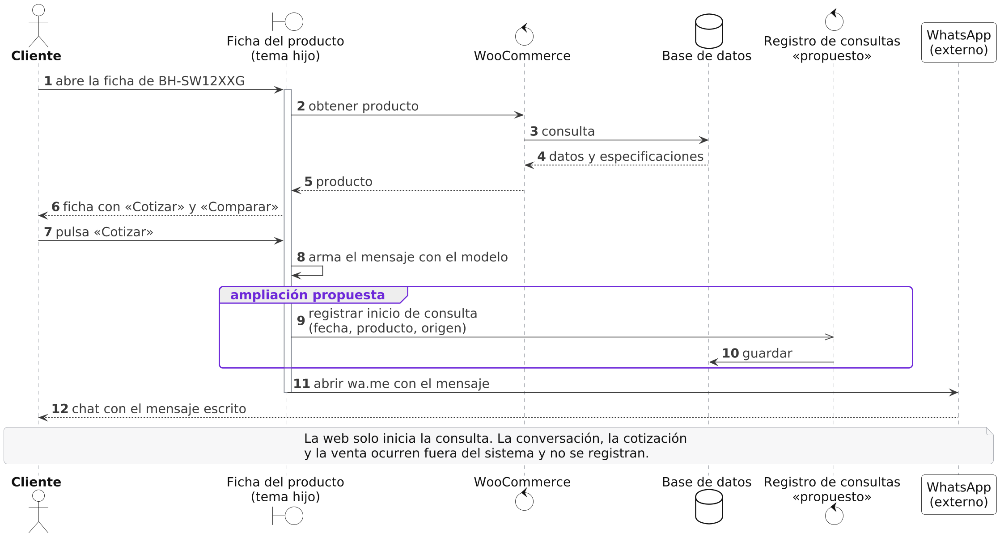 Cliente
Ficha del producto
(tema hijo)
WooCommerce
Base de datos
Registro de consultas
«propuesto»
WhatsApp
(externo)
1 abre la ficha de BH-SW12XXG
2 obtener producto
3 consulta
4 datos y especificaciones
5 producto
6 ficha con «Cotizar» y «Comparar»
7 pulsa «Cotizar»
8 arma el mensaje con el modelo
ampliación propuesta
9 registrar inicio de consulta
(fecha, producto, origen)
10 guardar
11 abrir wa.me con el mensaje
12 chat con el mensaje escrito
La web solo inicia la consulta. La conversación, la cotización
y la venta ocurren fuera del sistema y no se registran.
Cliente
Ficha del producto
(tema hijo)
WooCommerce
Base de datos
Registro de consultas
«propuesto»
WhatsApp
(externo)